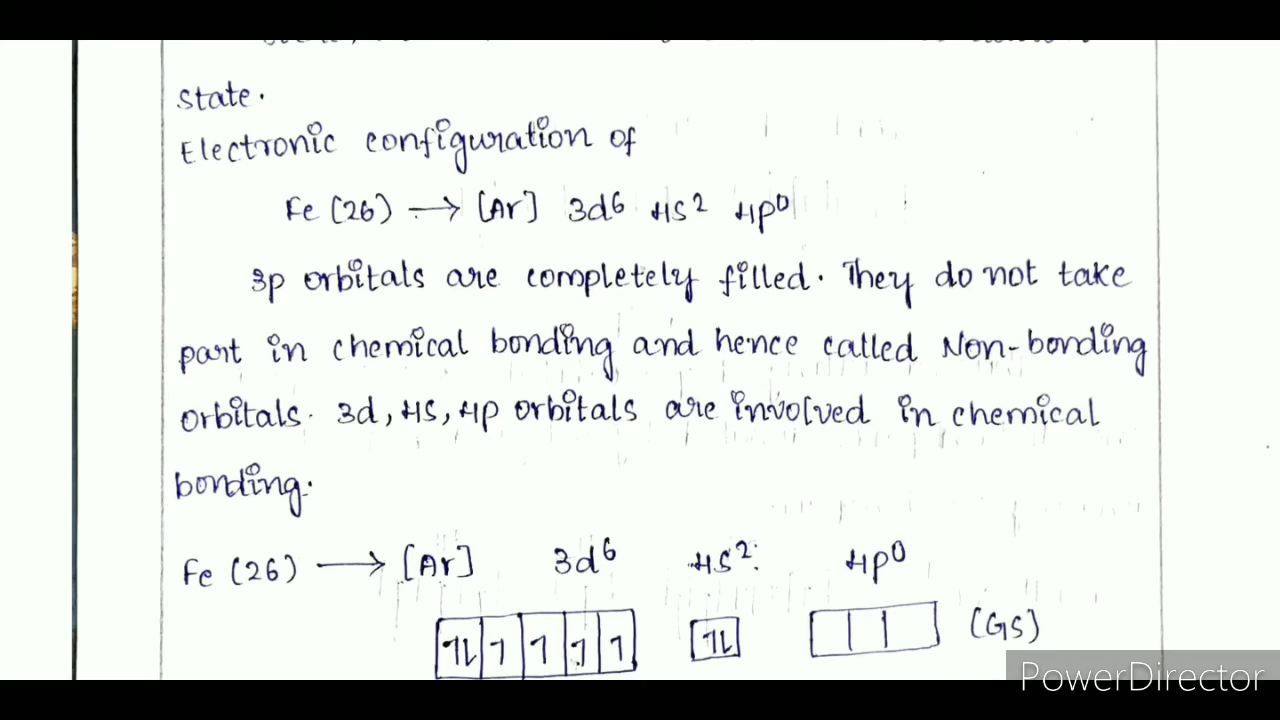 state.
Electronic configuration of
Fe (26) → [Ar] 3d⁶ 4s² 4p⁰
3p orbitals are completely filled. They do not take
part in chemical bonding and hence called Non-bonding
orbitals. 3d, 4s, 4p orbitals are involved in chemical
bonding.
Fe (26) → [Ar] 3d⁶ 4s² 4p⁰
(GS)
PowerDirector